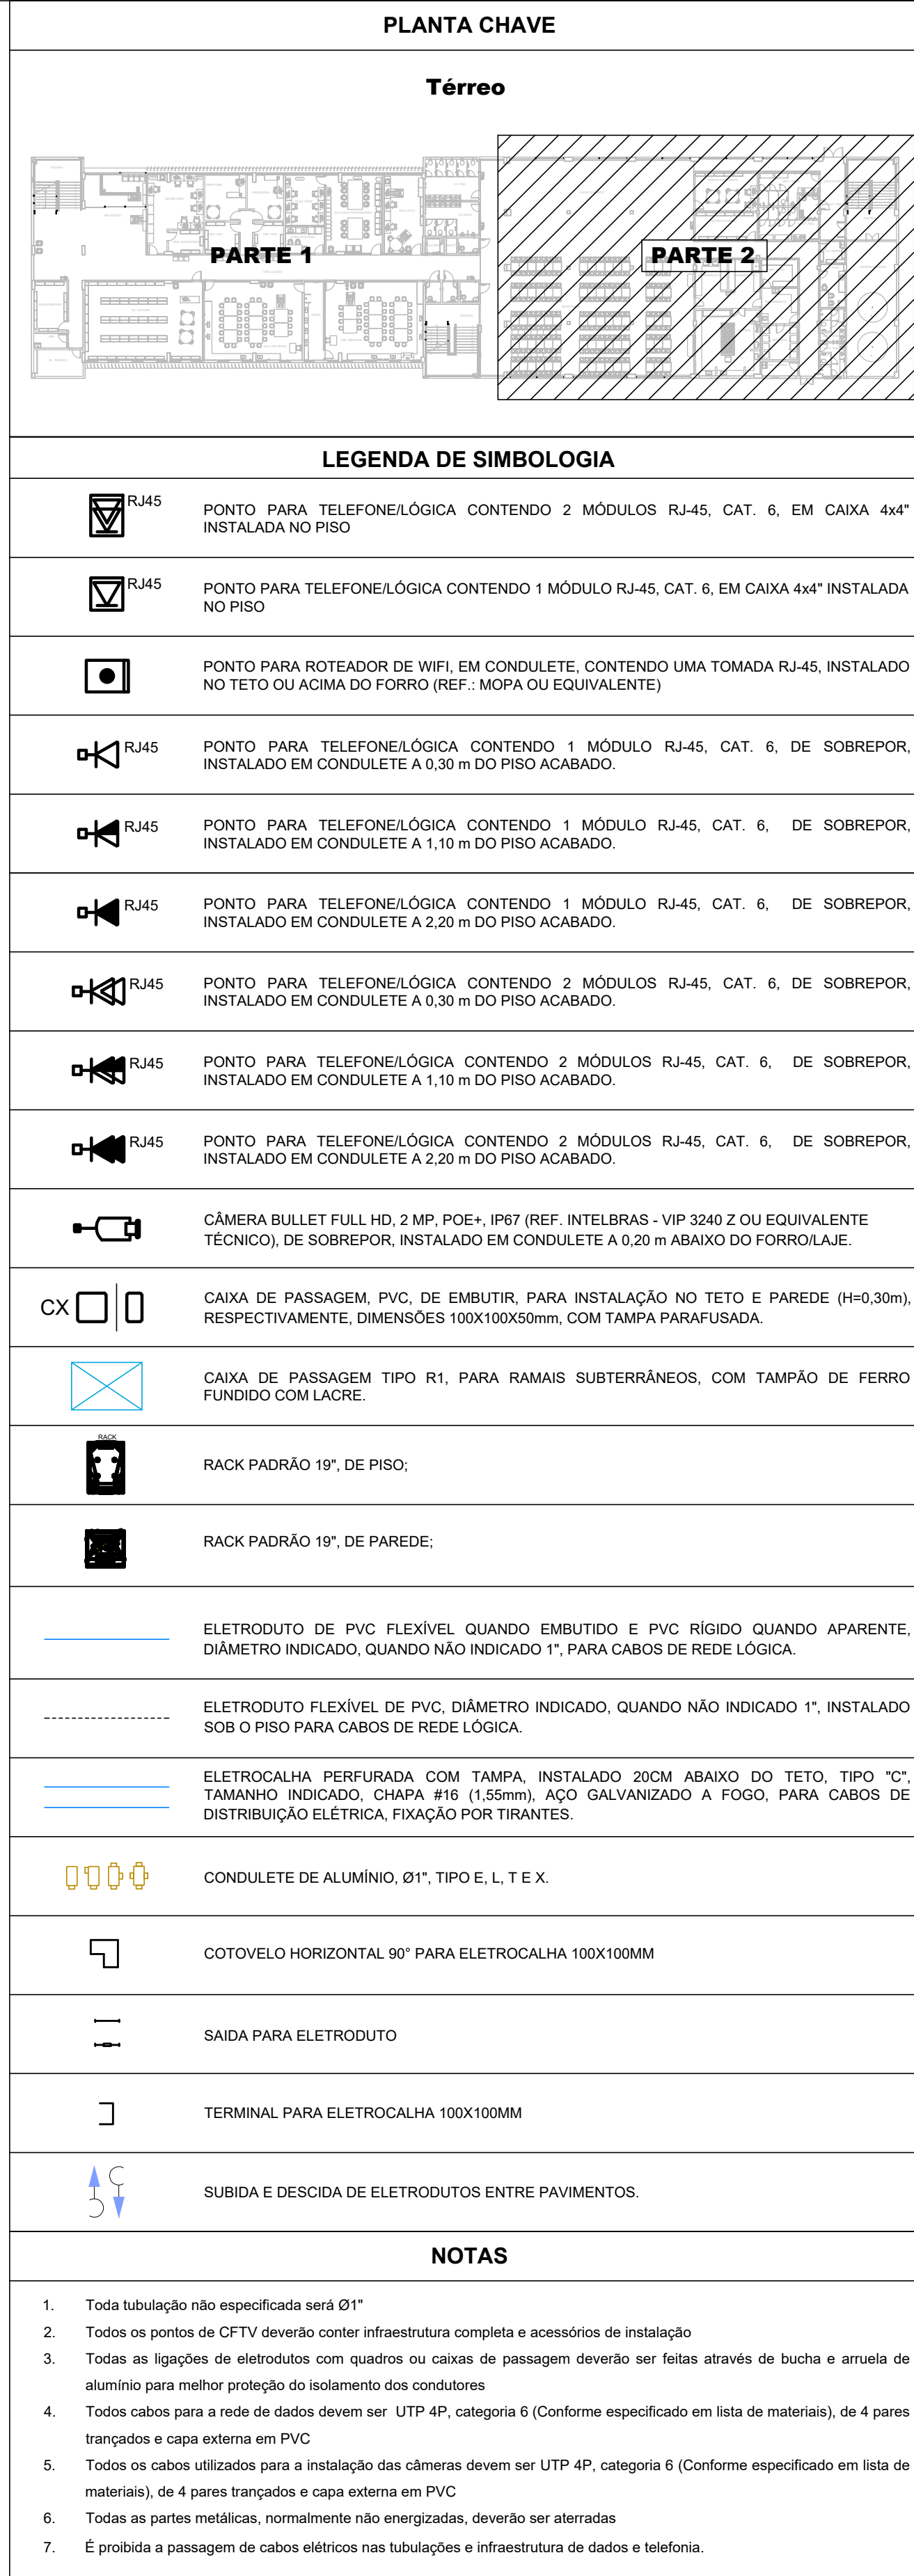 PLANTA CHAVE
Térreo
PARTE 1
PARTE 2
LEGENDA DE SIMBOLOGIA
RJ45
PONTO PARA TELEFONE/LÓGICA CONTENDO 2 MÓDULOS RJ-45, CAT. 6, EM CAIXA 4x4"
INSTALADA NO PISO
RJ45
PONTO PARA TELEFONE/LÓGICA CONTENDO 1 MÓDULO RJ-45, CAT. 6, EM CAIXA 4x4" INSTALADA
NO PISO
PONTO PARA ROTEADOR DE WIFI, EM CONDULETE, CONTENDO UMA TOMADA RJ-45, INSTALADO
NO TETO OU ACIMA DO FORRO (REF.: MOPA OU EQUIVALENTE)
RJ45
PONTO PARA TELEFONE/LÓGICA CONTENDO 1 MÓDULO RJ-45, CAT. 6, DE SOBREPOR,
INSTALADO EM CONDULETE A 0,30 m DO PISO ACABADO.
RJ45
PONTO PARA TELEFONE/LÓGICA CONTENDO 1 MÓDULO RJ-45, CAT. 6, DE SOBREPOR,
INSTALADO EM CONDULETE A 1,10 m DO PISO ACABADO.
RJ45
PONTO PARA TELEFONE/LÓGICA CONTENDO 1 MÓDULO RJ-45, CAT. 6, DE SOBREPOR,
INSTALADO EM CONDULETE A 2,20 m DO PISO ACABADO.
RJ45
PONTO PARA TELEFONE/LÓGICA CONTENDO 2 MÓDULOS RJ-45, CAT. 6, DE SOBREPOR,
INSTALADO EM CONDULETE A 0,30 m DO PISO ACABADO.
RJ45
PONTO PARA TELEFONE/LÓGICA CONTENDO 2 MÓDULOS RJ-45, CAT. 6, DE SOBREPOR,
INSTALADO EM CONDULETE A 1,10 m DO PISO ACABADO.
RJ45
PONTO PARA TELEFONE/LÓGICA CONTENDO 2 MÓDULOS RJ-45, CAT. 6, DE SOBREPOR,
INSTALADO EM CONDULETE A 2,20 m DO PISO ACABADO.
CÂMERA BULLET FULL HD, 2 MP, POE+, IP67 (REF. INTELBRAS - VIP 3240 Z OU EQUIVALENTE
TÉCNICO), DE SOBREPOR, INSTALADO EM CONDULETE A 0,20 m ABAIXO DO FORRO/LAJE.
CX
CAIXA DE PASSAGEM, PVC, DE EMBUTIR, PARA INSTALAÇÃO NO TETO E PAREDE (H=0,30m),
RESPECTIVAMENTE, DIMENSÕES 100X100X50mm, COM TAMPA PARAFUSADA.
CAIXA DE PASSAGEM TIPO R1, PARA RAMAIS SUBTERRÂNEOS, COM TAMPÃO DE FERRO
FUNDIDO COM LACRE.
RACK
RACK PADRÃO 19", DE PISO;
RACK PADRÃO 19", DE PAREDE;
ELETRODUTO DE PVC FLEXÍVEL QUANDO EMBUTIDO E PVC RÍGIDO QUANDO APARENTE,
DIÂMETRO INDICADO, QUANDO NÃO INDICADO 1", PARA CABOS DE REDE LÓGICA.
ELETRODUTO FLEXÍVEL DE PVC, DIÂMETRO INDICADO, QUANDO NÃO INDICADO 1", INSTALADO
SOB O PISO PARA CABOS DE REDE LÓGICA.
ELETROCALHA PERFURADA COM TAMPA, INSTALADO 20CM ABAIXO DO TETO, TIPO "C",
TAMANHO INDICADO, CHAPA #16 (1,55mm), AÇO GALVANIZADO A FOGO, PARA CABOS DE
DISTRIBUIÇÃO ELÉTRICA, FIXAÇÃO POR TIRANTES.
CONDULETE DE ALUMÍNIO, Ø1", TIPO E, L, T E X.
COTOVELO HORIZONTAL 90° PARA ELETROCALHA 100X100MM
SAIDA PARA ELETRODUTO
TERMINAL PARA ELETROCALHA 100X100MM
SUBIDA E DESCIDA DE ELETRODUTOS ENTRE PAVIMENTOS.
NOTAS
1. Toda tubulação não especificada será Ø1"
2. Todos os pontos de CFTV deverão conter infraestrutura completa e acessórios de instalação
3. Todas as ligações de eletrodutos com quadros ou caixas de passagem deverão ser feitas através de bucha e arruela de
alumínio para melhor proteção do isolamento dos condutores
4. Todos cabos para a rede de dados devem ser UTP 4P, categoria 6 (Conforme especificado em lista de materiais), de 4 pares
trançados e capa externa em PVC
5. Todos os cabos utilizados para a instalação das câmeras devem ser UTP 4P, categoria 6 (Conforme especificado em lista de
materiais), de 4 pares trançados e capa externa em PVC
6. Todas as partes metálicas, normalmente não energizadas, deverão ser aterradas
7. É proibida a passagem de cabos elétricos nas tubulações e infraestrutura de dados e telefonia.